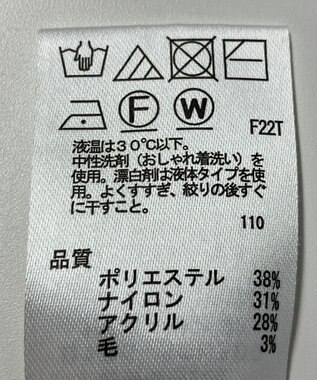 F W
F22T
液温は30℃以下。
中性洗剤（おしゃれ着洗い）を
使用。漂白剤は液体タイプを使
用。よくすすぎ、絞りの後すぐ
に干すこと。
110
品質
ポリエステル 38%
ナイロン 31%
アクリル 28%
毛 3%